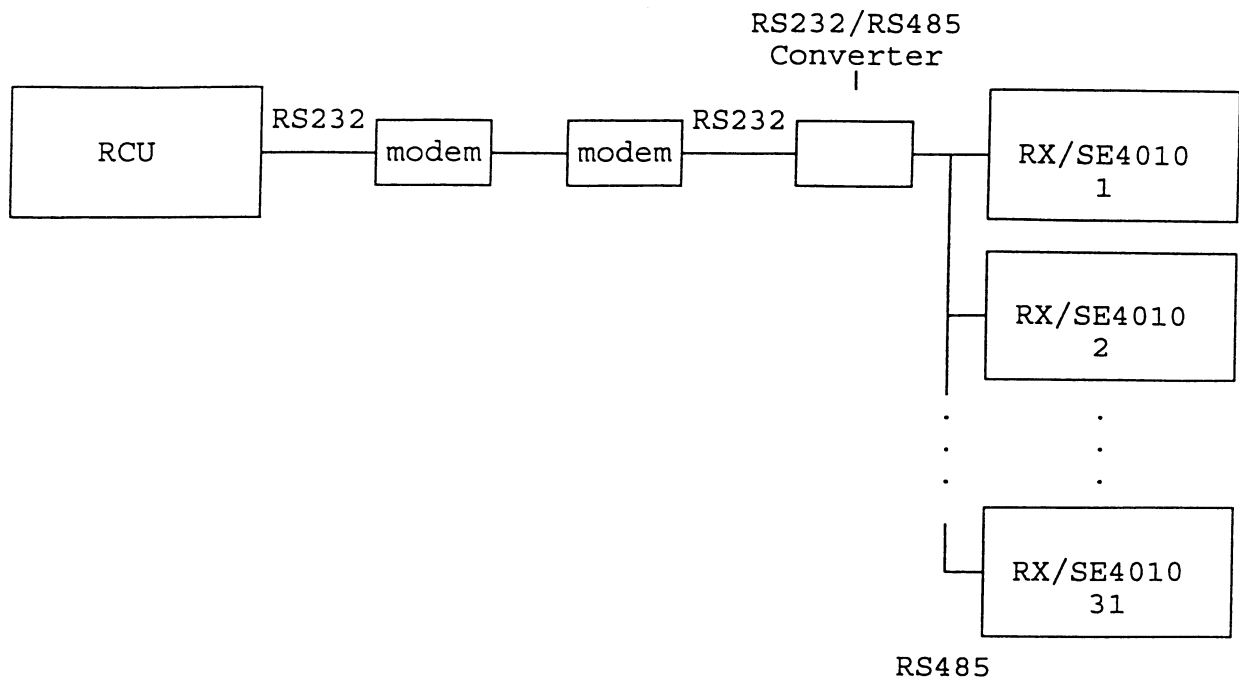 RS232/RS485
Converter
RCU
RS232
modem
modem
RS232
RX/SE4010
1
RX/SE4010
2
RX/SE4010
31
RS485